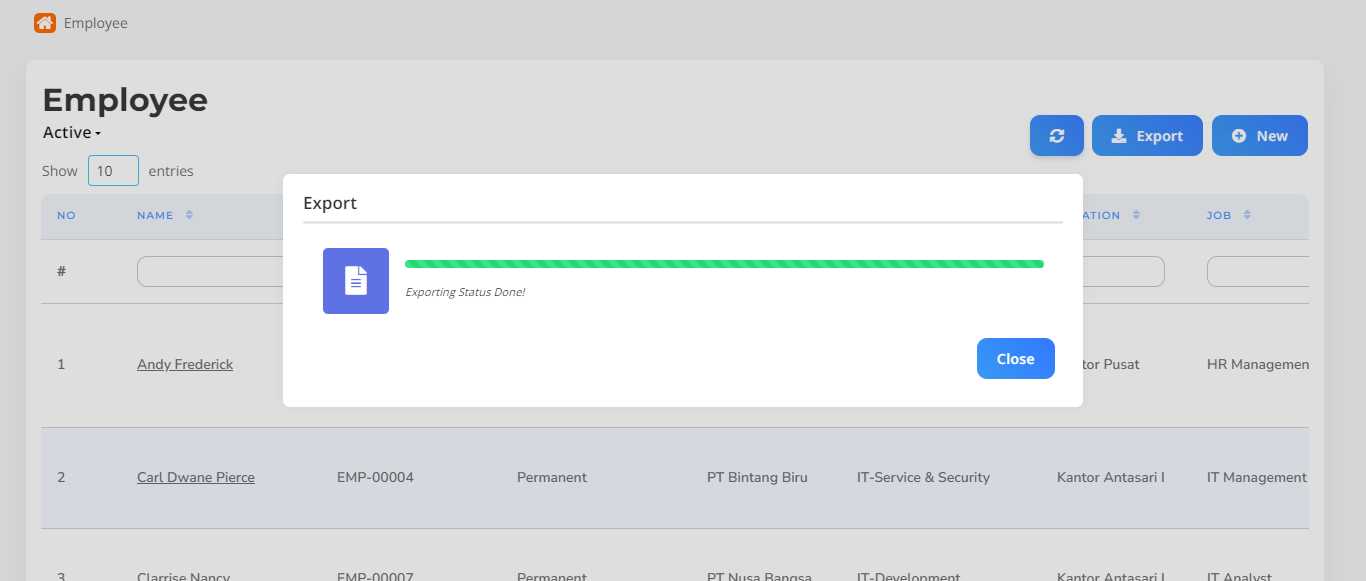 Employee
Employee
Active
Export
New
Show 10 entries
NO NAME ATION JOB
Export
#
Exporting Status Done!
Close
1 Andy Frederick tor Pusat HR Managemen
2 Carl Dwane Pierce EMP-00004 Permanent PT Bintang Biru IT-Service & Security Kantor Antasari I IT Management
3 Clarrise Nancy EMP-00007 Permanent PT Nusa Bangsa IT-Development Kantor Antasari I IT Analyst